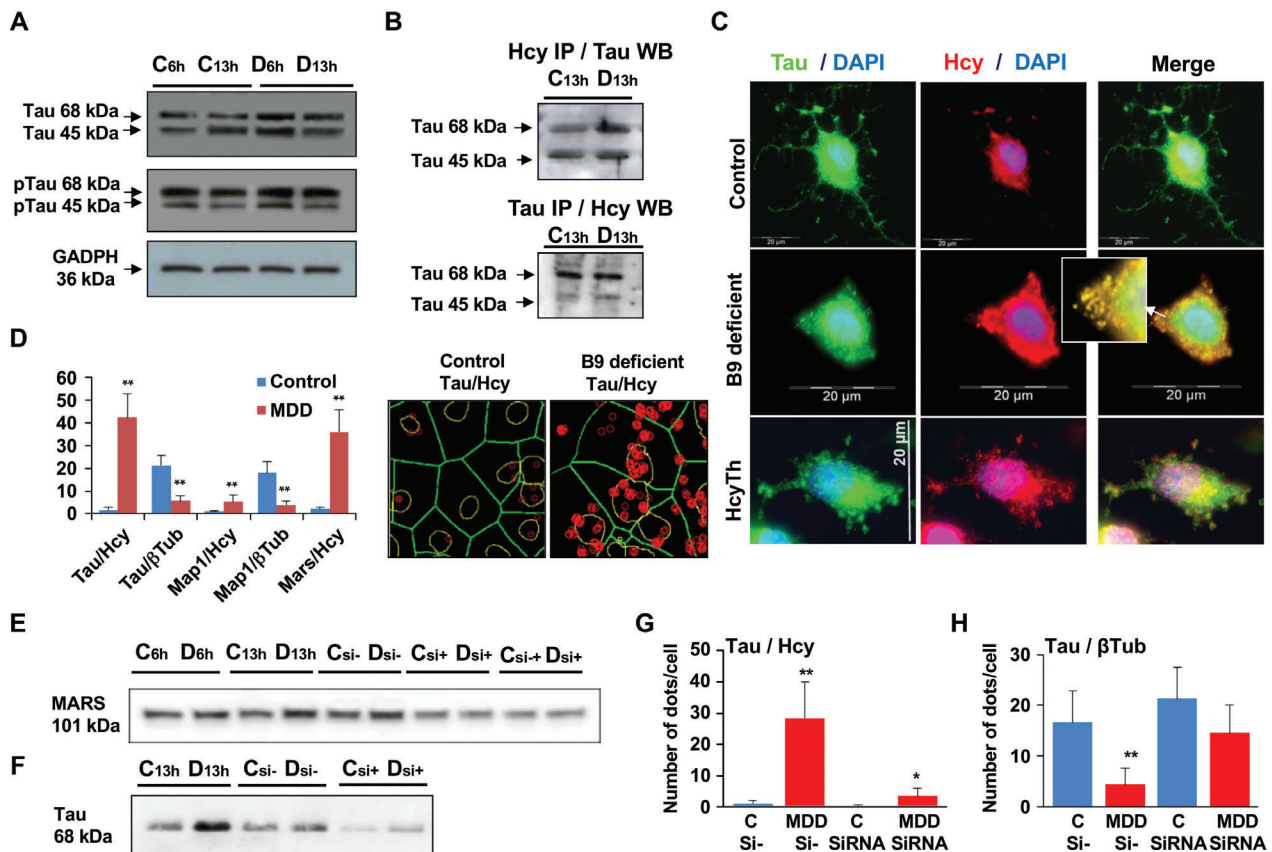 A
C6h C13h D6h D13h
Tau 68 kDa
Tau 45 kDa
pTau 68 kDa
pTau 45 kDa
GADPH
36 kDa
B
Hcy IP / Tau WB
C13h D13h
Tau 68 kDa
Tau 45 kDa
Tau IP / Hcy WB
C13h D13h
Tau 68 kDa
Tau 45 kDa
C
Tau / DAPI
Hcy / DAPI
Merge
Control
20 µm
20 µm
20 µm
B9 deficient
20 µm
20 µm
20 µm
HcyTh
20 µm
D
60
50
40
30
20
10
0
Control
MDD
**
**
**
**
**
Tau/Hcy
Tau/βTub
Map1/Hcy
Map1/βTub
Mars/Hcy
Control
Tau/Hcy
B9 deficient
Tau/Hcy
E
C6h D6h C13h D13h Csi- Dsi- Csi+ Dsi+ Csi-+ Dsi+
MARS
101 kDa
F
C13h D13h Csi- Dsi- Csi+ Dsi+
Tau
68 kDa
G
Tau / Hcy
Number of dots/cell
50
40
30
20
10
0
**
*
C MDD C MDD
Si- Si- SiRNA SiRNA
H
Tau / βTub
Number of dots/cell
30
20
10
0
**
C MDD C MDD
Si- Si- SiRNA SiRNA